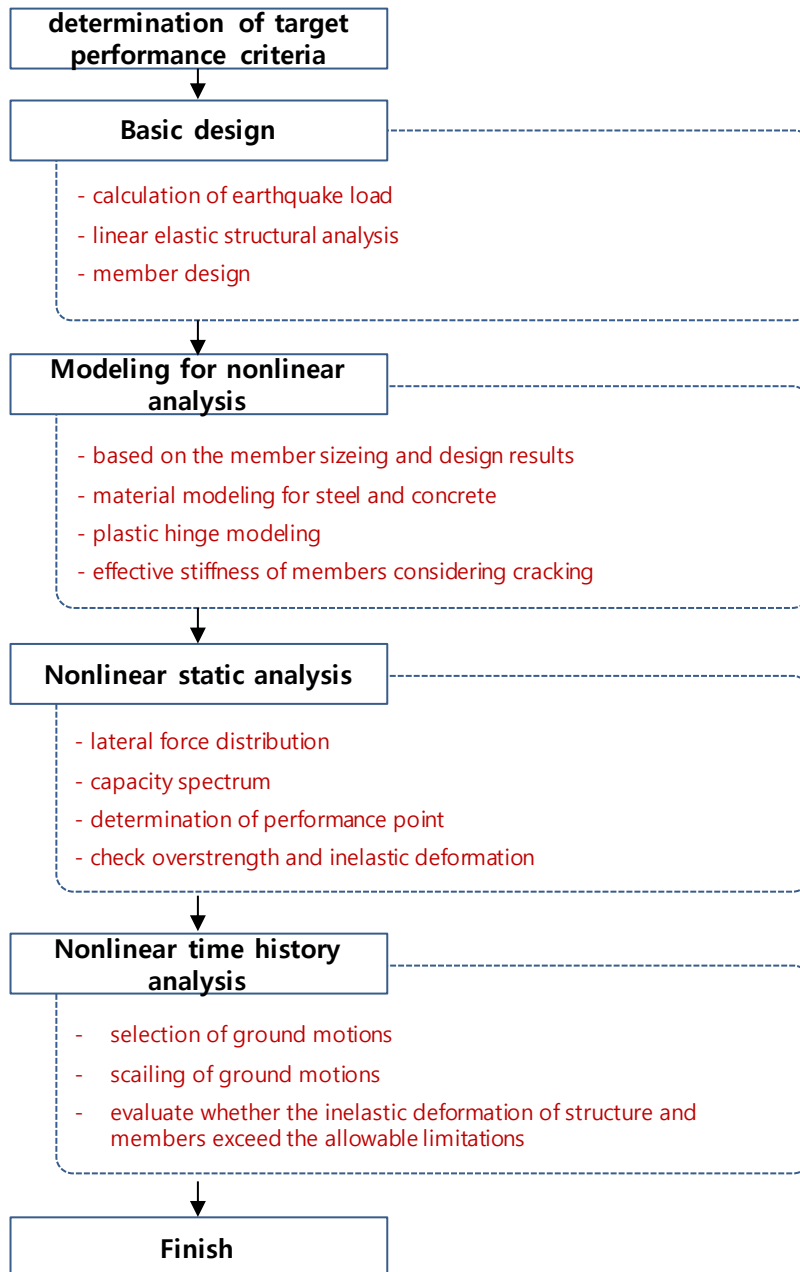 determination of target
performance criteria
Basic design
- calculation of earthquake load
- linear elastic structural analysis
- member design
Modeling for nonlinear
analysis
- based on the member sizeing and design results
- material modeling for steel and concrete
- plastic hinge modeling
- effective stiffness of members considering cracking
Nonlinear static analysis
- lateral force distribution
- capacity spectrum
- determination of performance point
- check overstrength and inelastic deformation
Nonlinear time history
analysis
- selection of ground motions
- scailing of ground motions
- evaluate whether the inelastic deformation of structure and
members exceed the allowable limitations
Finish